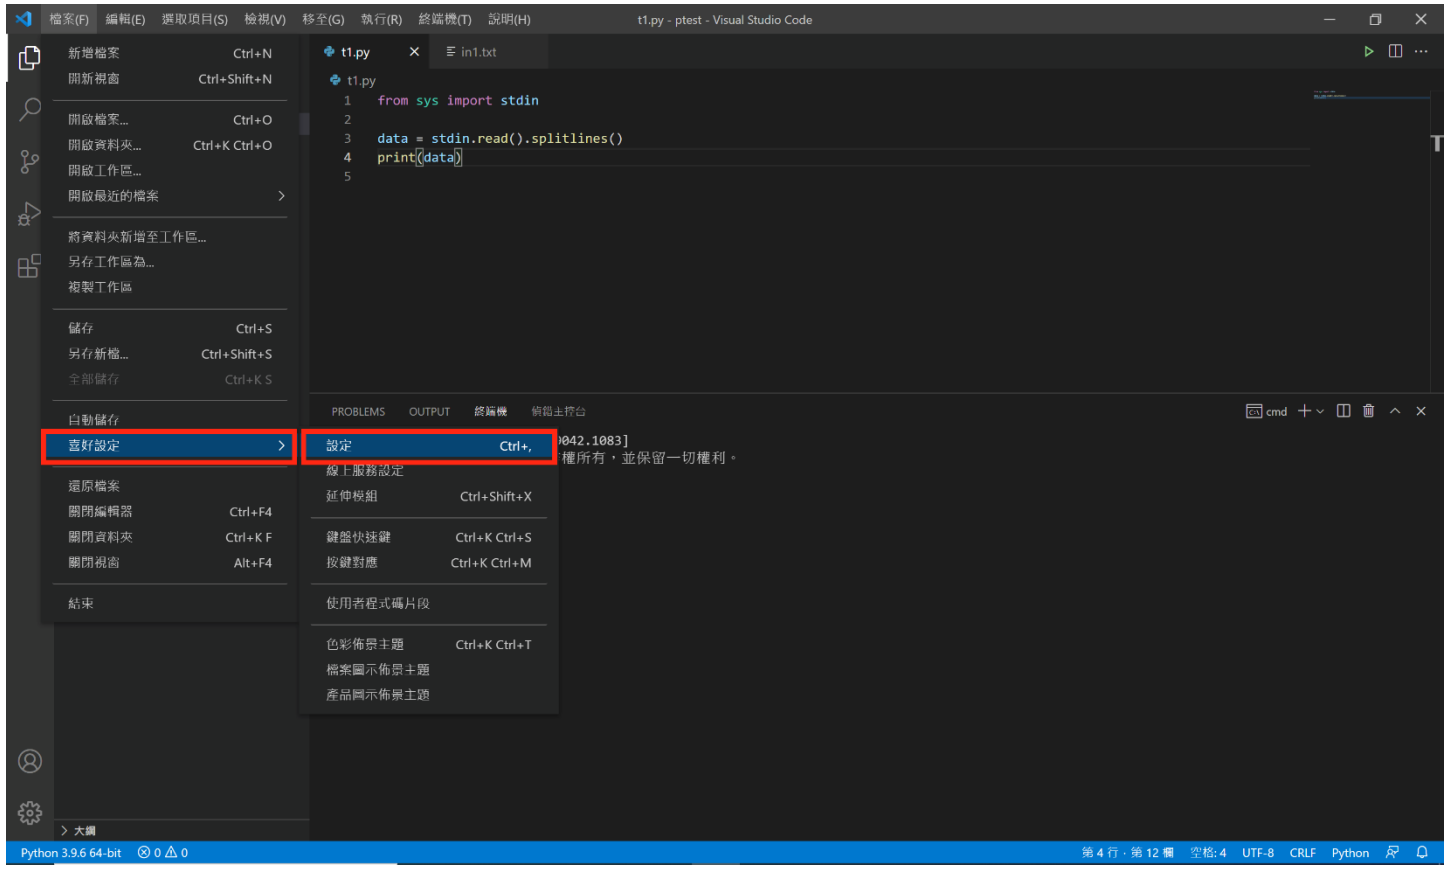 檔案(F) 編輯(E) 選取項目(S) 檢視(V) 移至(G) 執行(R) 終端機(T) 說明(H) t1.py - ptest - Visual Studio Code
新增檔案 Ctrl+N
開新視窗 Ctrl+Shift+N
開啟檔案... Ctrl+O
開啟資料夾... Ctrl+K Ctrl+O
開啟工作區...
開啟最近的檔案
將資料夾新增至工作區...
另存工作區為...
複製工作區
儲存 Ctrl+S
另存新檔... Ctrl+Shift+S
全部儲存 Ctrl+K S
自動儲存
喜好設定
還原檔案
關閉編輯器 Ctrl+F4
關閉資料夾 Ctrl+K F
關閉視窗 Alt+F4
結束
設定 Ctrl+,
線上服務設定
延伸模組 Ctrl+Shift+X
鍵盤快速鍵 Ctrl+K Ctrl+S
按鍵對應 Ctrl+K Ctrl+M
使用者程式碼片段
色彩佈景主題 Ctrl+K Ctrl+T
檔案圖示佈景主題
產品圖示佈景主題
t1.py in1.txt
t1.py
1 from sys import stdin
2
3 data = stdin.read().splitlines()
4 print(data)
5
PROBLEMS OUTPUT 終端機 偵錯主控台 cmd
9042.1083]
權所有，並保留一切權利。
大綱
Python 3.9.6 64-bit 0 0 第 4 行，第 12 欄 空格: 4 UTF-8 CRLF Python